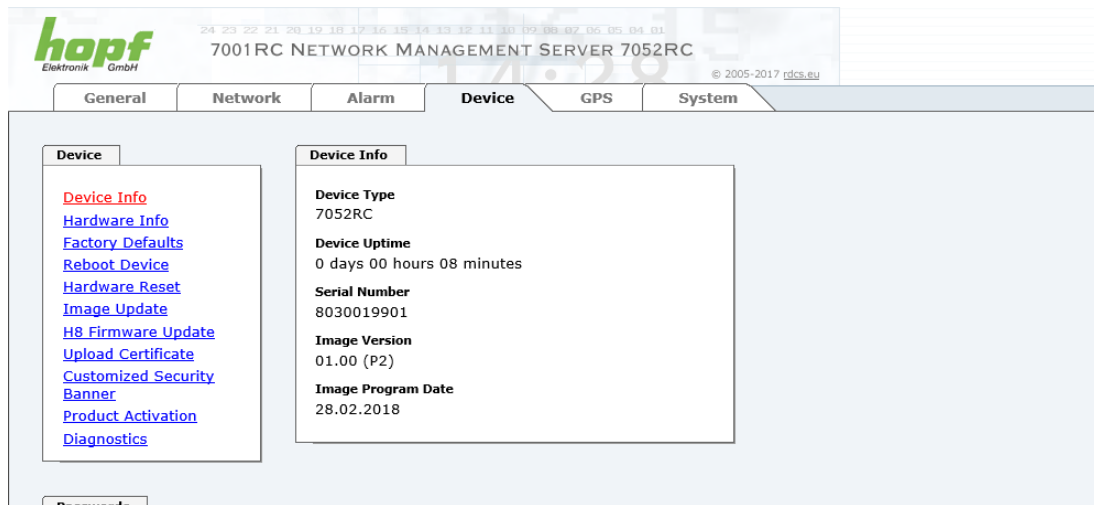 hopf
Elektronik GmbH
24 23 22 21 20 19 18 17 16 15 14 13 12 11 10 09 08 07 06 05 04 01
7001RC NETWORK MANAGEMENT SERVER 7052RC
14:28
© 2005-2017 rdcs.eu
General Network Alarm Device GPS System
Device
Device Info
Hardware Info
Factory Defaults
Reboot Device
Hardware Reset
Image Update
H8 Firmware Update
Upload Certificate
Customized Security
Banner
Product Activation
Diagnostics
Device Info
Device Type
7052RC
Device Uptime
0 days 00 hours 08 minutes
Serial Number
8030019901
Image Version
01.00 (P2)
Image Program Date
28.02.2018